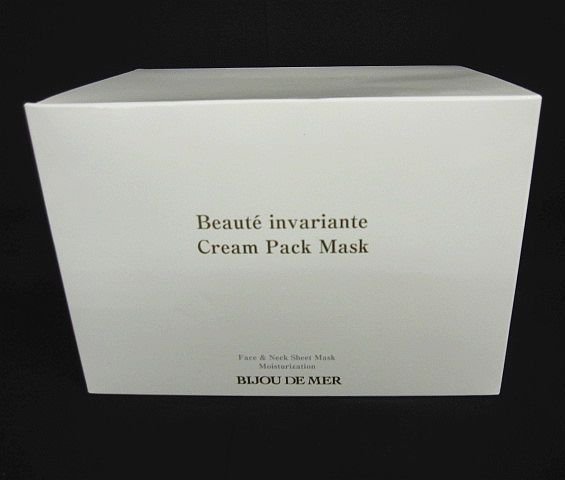 Beauté invariante
Cream Pack Mask
Face & Neck Sheet Mask
Moisturization
BIJOU DE MER